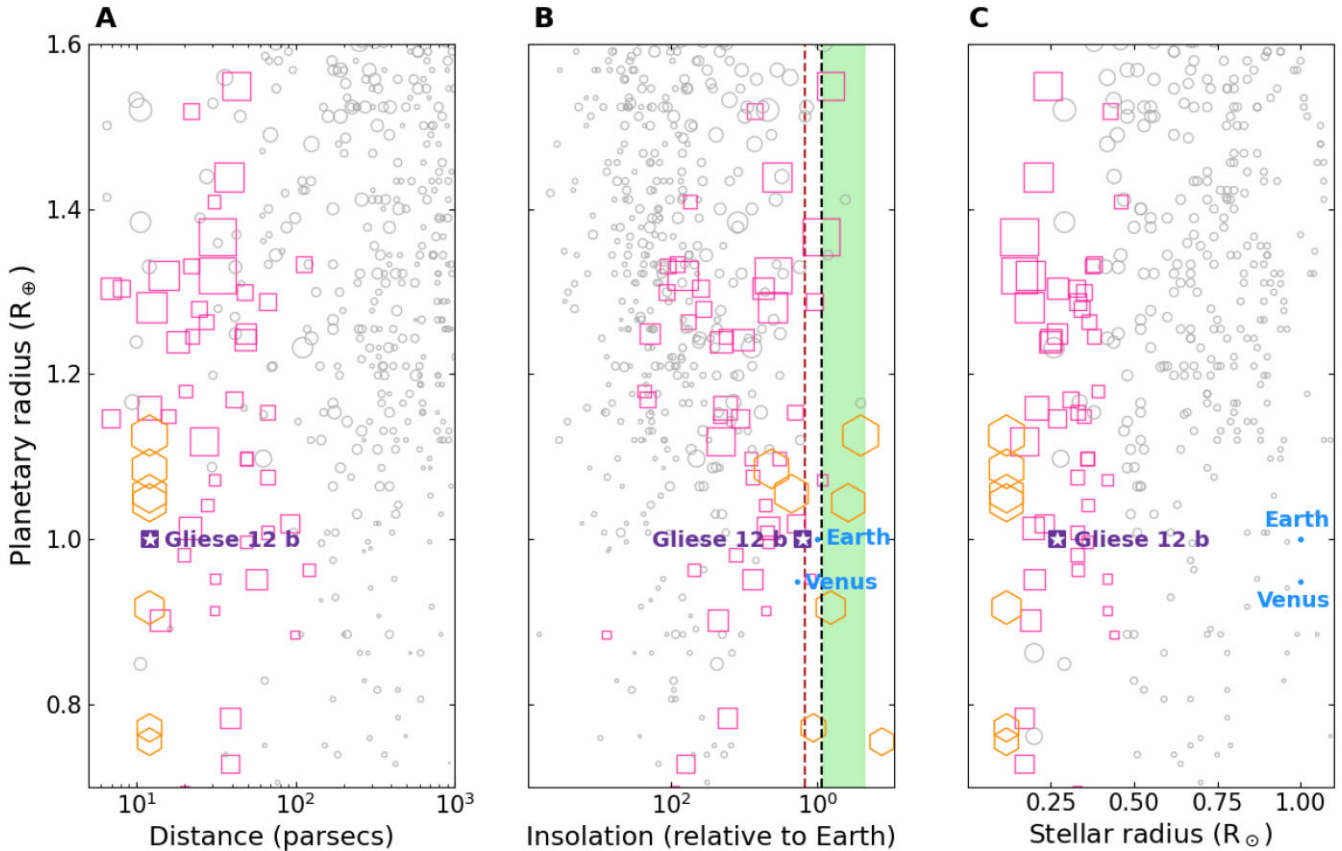 A
B
C
1.6
1.4
1.2
1.0
0.8
Planetary radius (R⊕)
Gliese 12 b
Gliese 12 b
Earth
Venus
Earth
Gliese 12 b
Venus
10¹
10²
10³
10²
10⁰
0.25
0.50
0.75
1.00
Distance (parsecs)
Insolation (relative to Earth)
Stellar radius (R⊙)